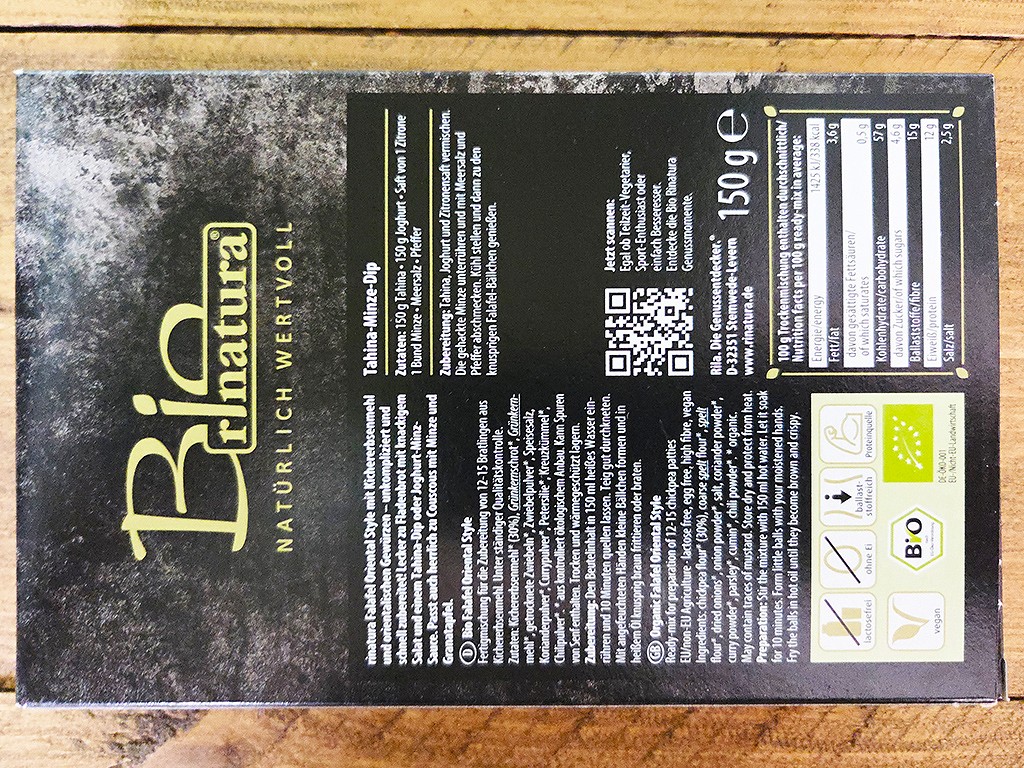 BiO
rınatura®
NATÜRLICH WERTVOLL
rinatura Falafel Oriental Style mit Kichererbsenmehl
und orientalischen Gewürzen – unkompliziert und
schnell zubereitet! Lecker zu Fladenbrot mit knackigem
Salat und einem Tahina-Dip oder Joghurt-Minz-
Sauce. Passt auch herrlich zu Couscous mit Minze und
Granatapfel.
D Bio Falafel Oriental Style
Fertigmischung für die Zubereitung von 12-15 Bratlingen aus
Kichererbsenmehl. Unter ständiger Qualitätskontrolle.
Zutaten: Kichererbsenmehl* (30%), Grünkernschrot*, Grünkern-
mehl*, getrocknete Zwiebeln*, Zwiebelpulver*, Speisesalz,
Korianderpulver*, Currypulver*, Petersilie*, Kreuzkümmel*,
Chilipulver*. * aus kontrolliert ökologischem Anbau. Kann Spuren
von Senf enthalten. Trocken und wärmegeschützt lagern.
Zubereitung: Den Beutelinhalt in 150 ml heißes Wasser ein-
rühren und 10 Minuten quellen lassen. Teig gut durchkneten.
Mit angefeuchteten Händen kleine Bällchen formen und in
heißem Öl knusprig braun frittieren oder braten.
GB Organic Falafel Oriental Style
Ready-mix for preparation of 12-15 chickpea patties
EU/non-EU Agriculture - lactose free, egg free, high fibre, vegan
Ingredients: chickpea flour* (30%), coarse spelt flour*, spelt
flour*, dried onions*, onion powder*, salt, coriander powder*,
curry powder*, parsley*, cumin*, chili powder*. * organic.
May contain traces of mustard. Store dry and protect from heat.
Preparation: Stir the mixture with 150 ml hot water. Let it soak
for 10 minutes. Form little balls with your moistened hands.
Fry the balls in hot oil until they become brown and crispy.
lactosefrei
ohne Ei
ballast-
stoffreich
Proteinquelle
vegan
Bio
DE-ÖKO-001
EU-/Nicht-EU-Landwirtschaft
Tahina-Minze-Dip
Zutaten: 150 g Tahina • 150 g Joghurt • Saft von 1 Zitrone
1 Bund Minze • Meersalz • Pfeffer
Zubereitung: Tahina, Joghurt und Zitronensaft vermischen.
Die gehackte Minze unterrühren und mit Meersalz und
Pfeffer abschmecken. Kühl stellen und dann zu den
knusprigen Falafel-Bällchen genießen.
Jetzt scannen:
Egal ob Teilzeit-Vegetarier,
Sport-Enthusiast oder
einfach Besseresser.
Entdecke die Bio Rinatura
Genussmomente.
Rila. Die Genussentdecker.®
D-32351 Stemwede-Levern
www.rinatura.de
150 g ℮
100 g Trockenmischung enthalten durchschnittlich/
Nutrition facts per 100 g ready-mix in average:
Energie/energy 1425 kJ/338 kcal
Fett/fat 3,6 g
davon gesättigte Fettsäuren/
of which saturates 0,5 g
Kohlenhydrate/carbohydrate 57 g
davon Zucker/of which sugars 4,6 g
Ballaststoffe/fibre 15 g
Eiweiß/protein 12 g
Salz/salt 2,5 g